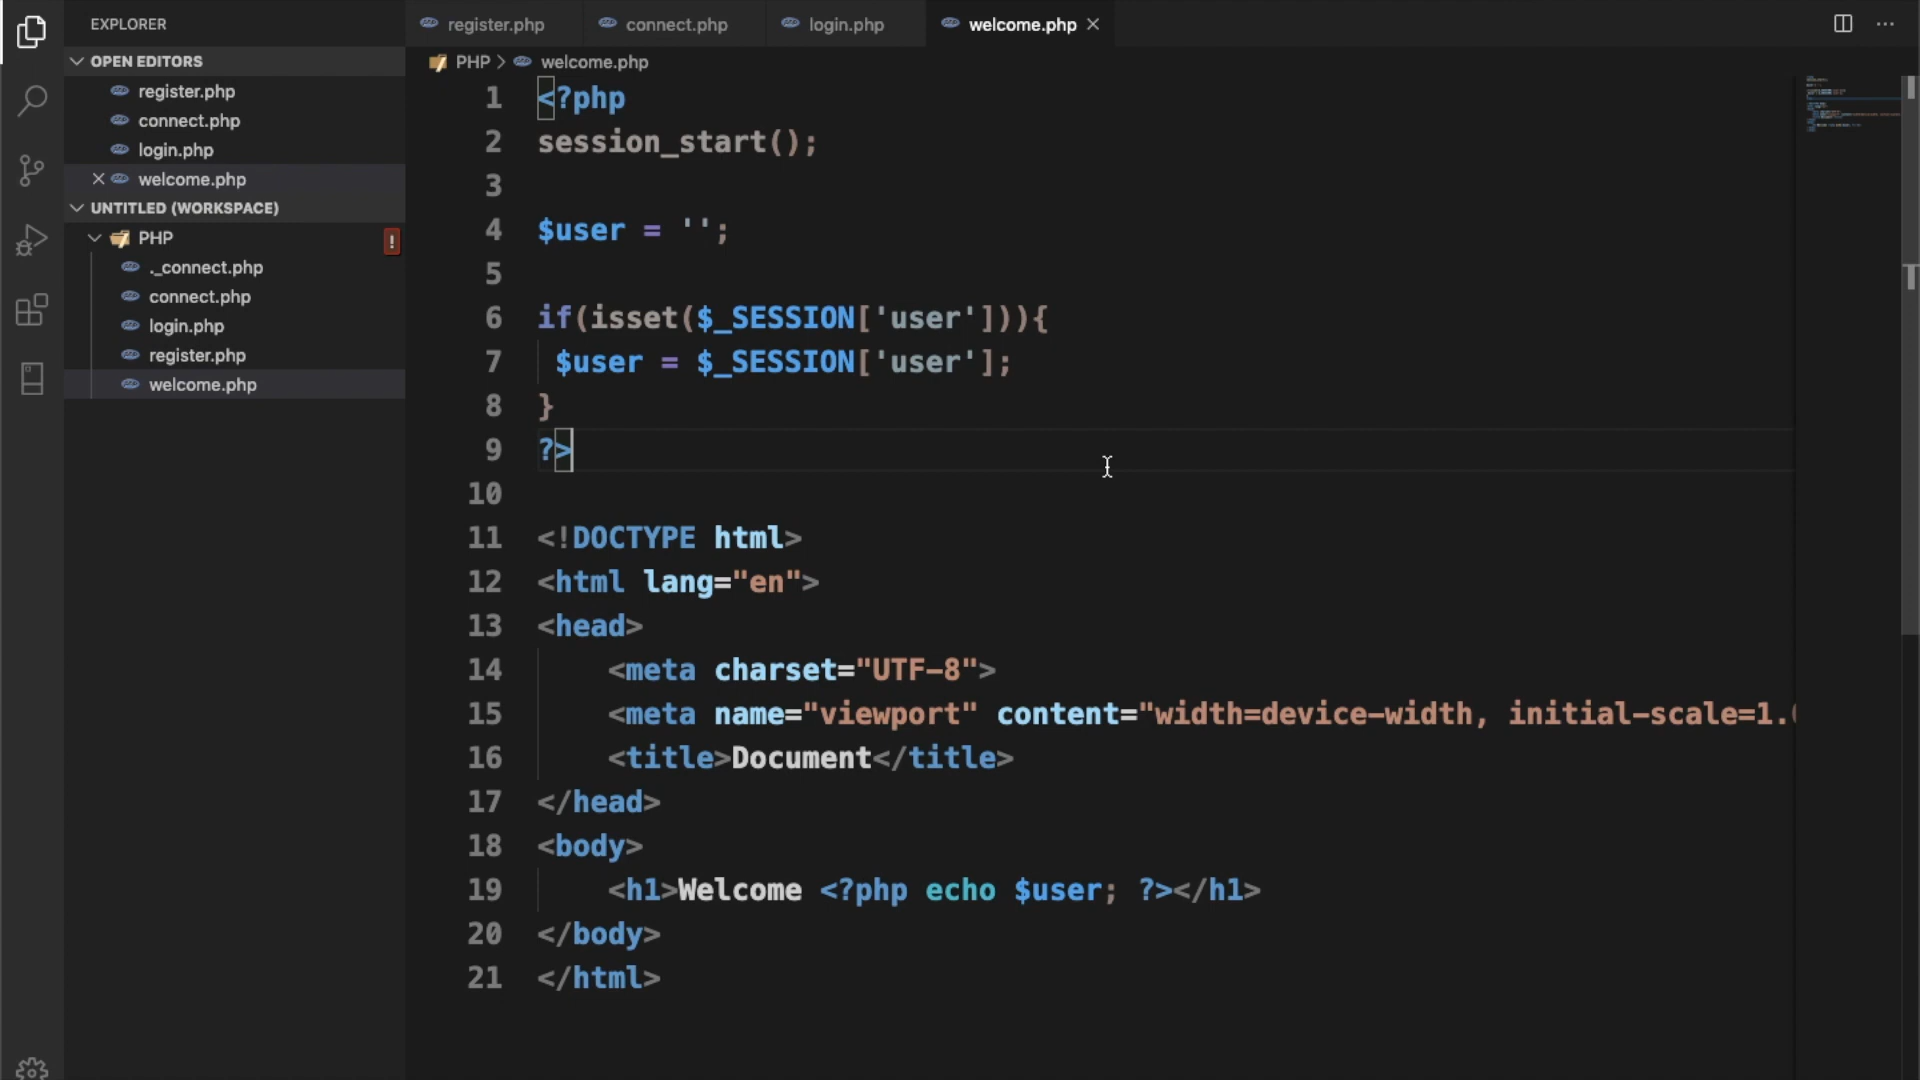 EXPLORER
OPEN EDITORS
register.php
connect.php
login.php
welcome.php
UNTITLED (WORKSPACE)
PHP
!
._connect.php
connect.php
login.php
register.php
welcome.php
register.php
connect.php
login.php
welcome.php
PHP > welcome.php
1 <?php
2 session_start();
3
4 $user = '';
5
6 if(isset($_SESSION['user'])){
7 $user = $_SESSION['user'];
8 }
9 ?>
10
11 <!DOCTYPE html>
12 <html lang="en">
13 <head>
14 <meta charset="UTF-8">
15 <meta name="viewport" content="width=device-width, initial-scale=1.
16 <title>Document</title>
17 </head>
18 <body>
19 <h1>Welcome <?php echo $user; ?></h1>
20 </body>
21 </html>